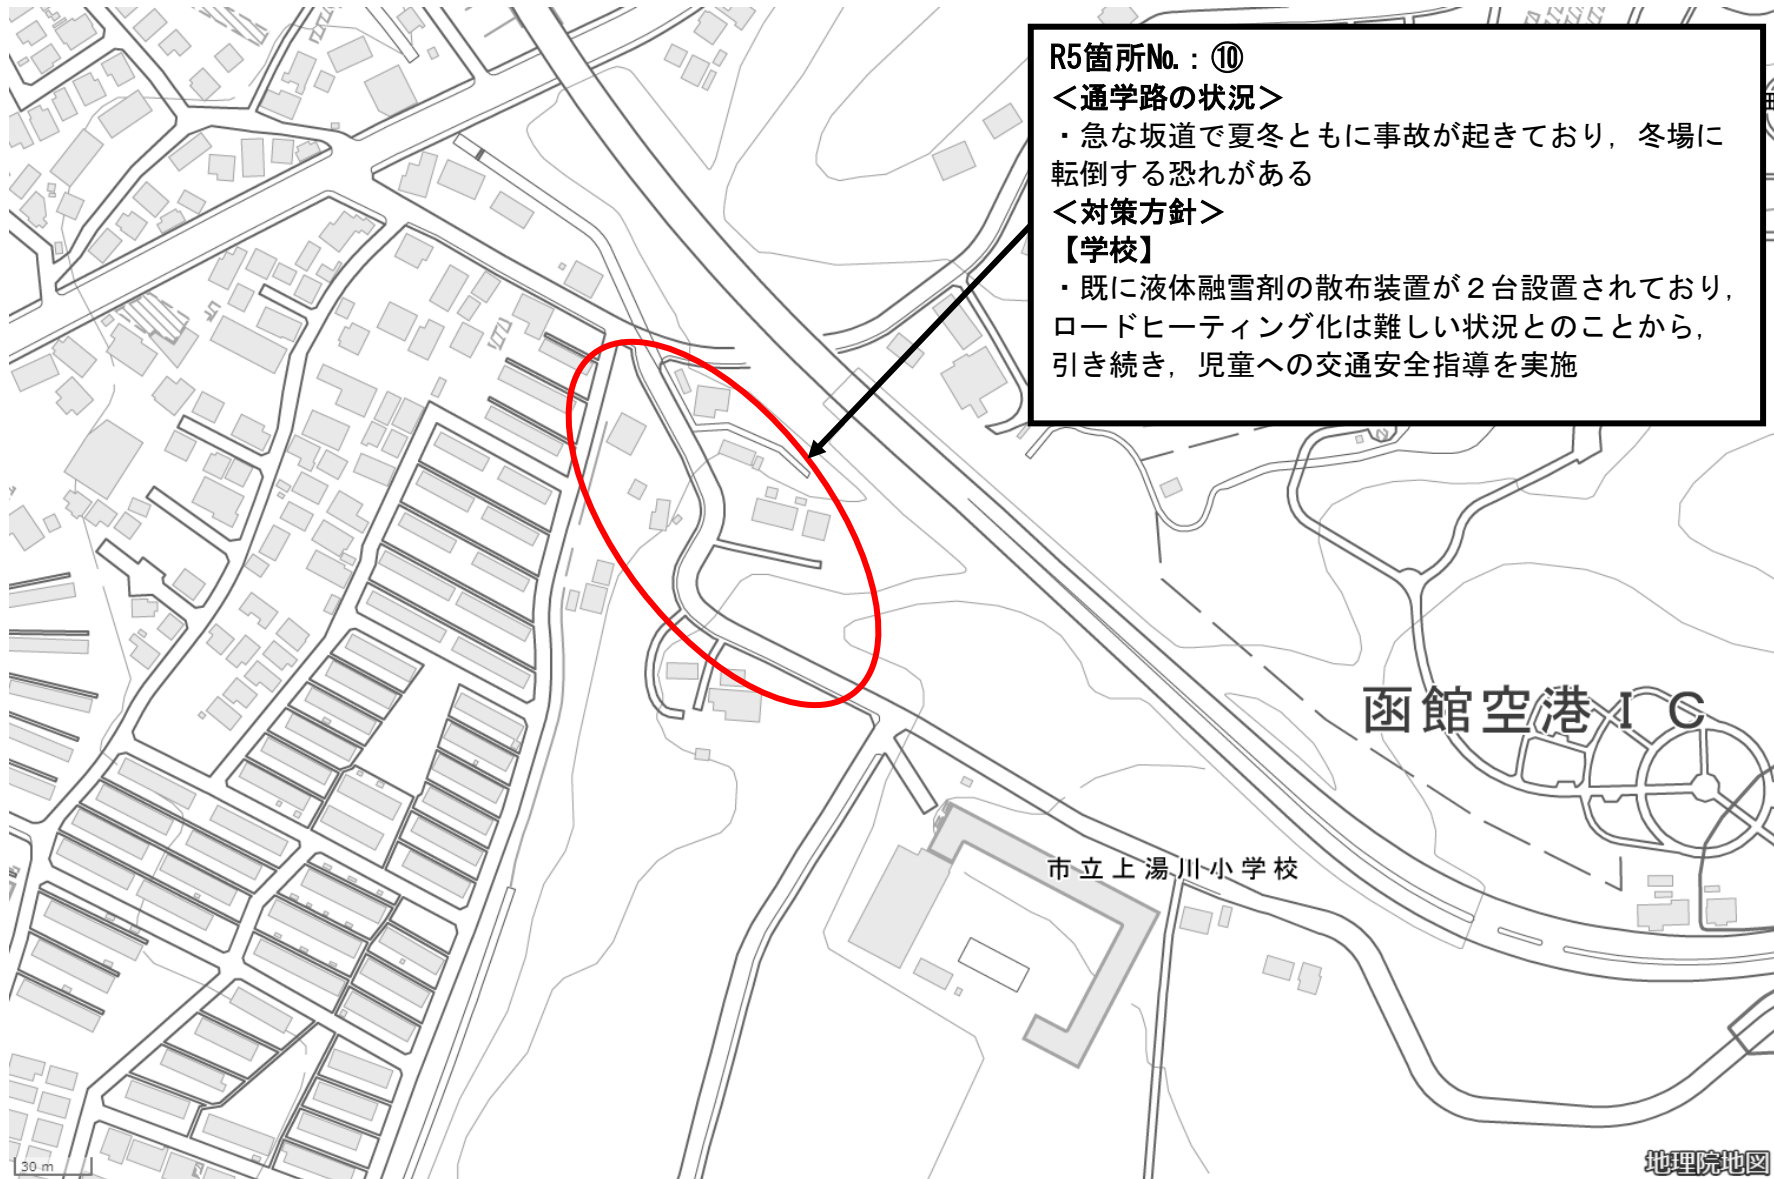 R5箇所No.：⑩
＜通学路の状況＞
・急な坂道で夏冬ともに事故が起きており，冬場に
転倒する恐れがある
＜対策方針＞
【学校】
・既に液体融雪剤の散布装置が２台設置されており，
ロードヒーティング化は難しい状況とのことから，
引き続き，児童への交通安全指導を実施
函館空港ＩＣ
市立上湯川小学校
30 m
地理院地図